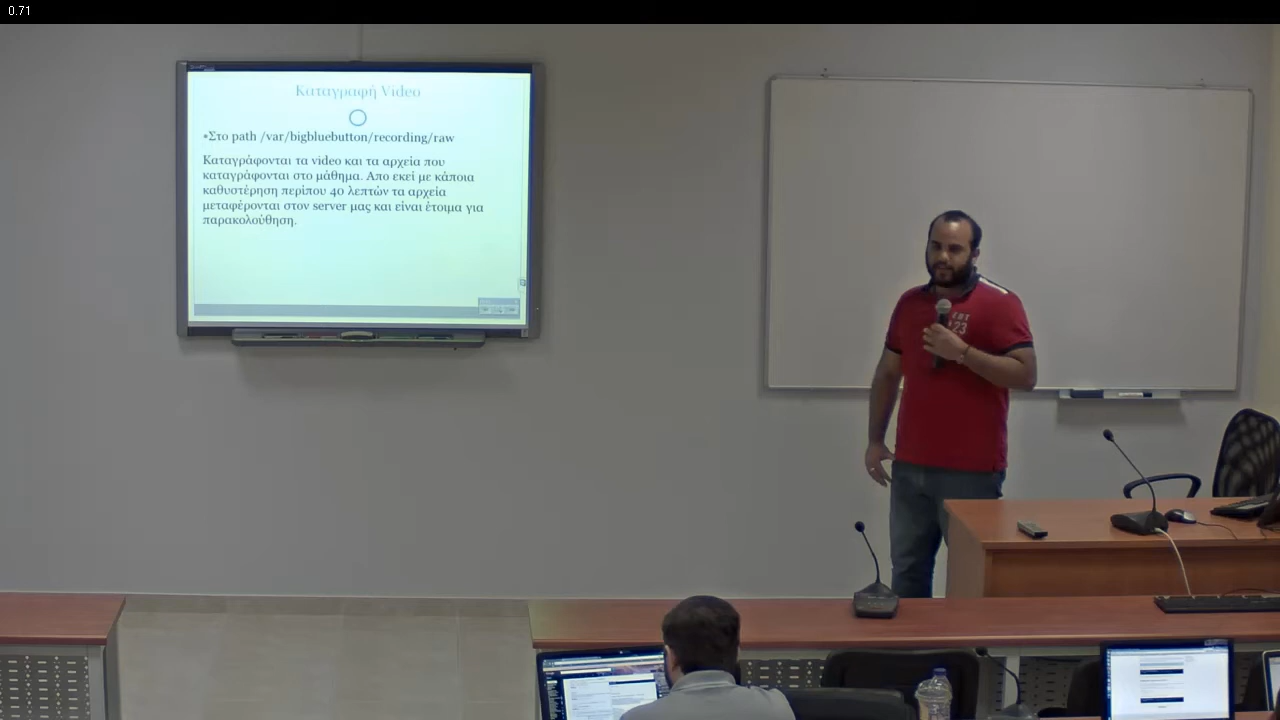 0.71
Καταγραφή Video
•Στο path /var/bigbluebutton/recording/raw
Καταγράφονται τα video και τα αρχεία που
καταγράφονται στο μάθημα. Απο εκεί με κάποια
καθυστέρηση περίπου 40 λεπτών τα αρχεία
μεταφέρονται στον server μας και είναι έτοιμα για
παρακολούθηση.
123